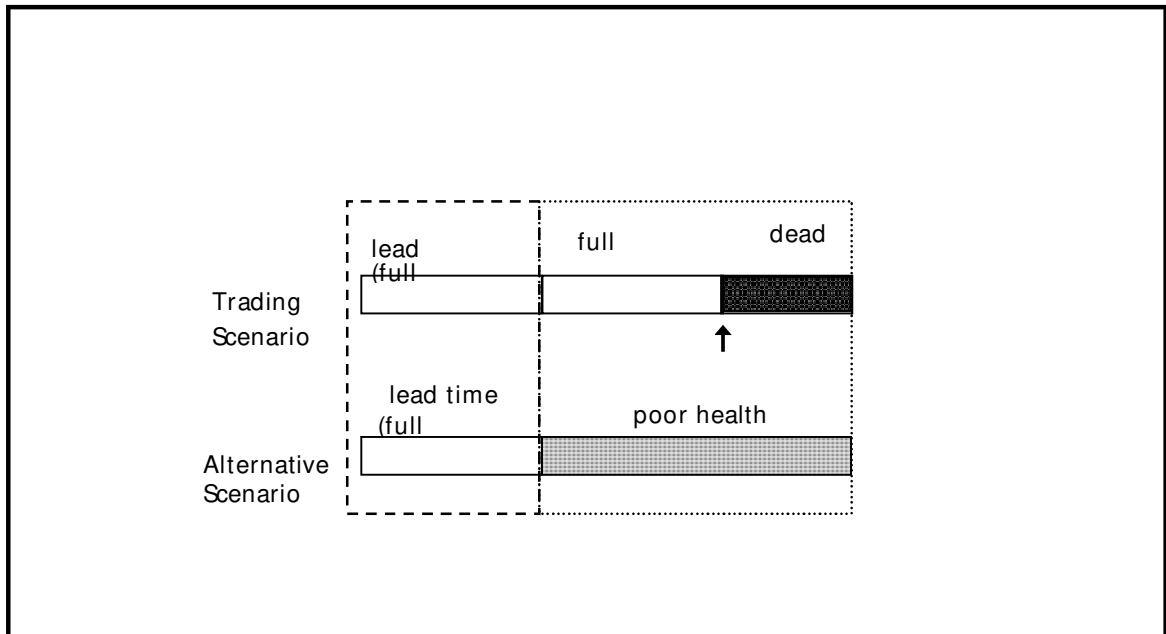 lead
(full
full
dead
Trading
Scenario
lead time
(full
poor health
Alternative
Scenario